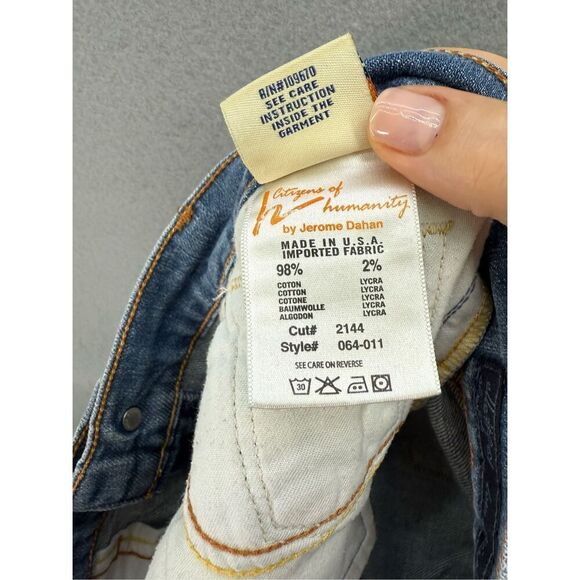 R/N#109670
SEE CARE
INSTRUCTION
INSIDE THE
GARMENT
Citizens of
humanity
by Jerome Dahan
MADE IN U.S.A.
IMPORTED FABRIC
98% 2%
COTON LYCRA
COTTON LYCRA
COTONE LYCRA
BAUMWOLLE LYCRA
ALGODON LYCRA
Cut# 2144
Style# 064-011
SEE CARE ON REVERSE
30